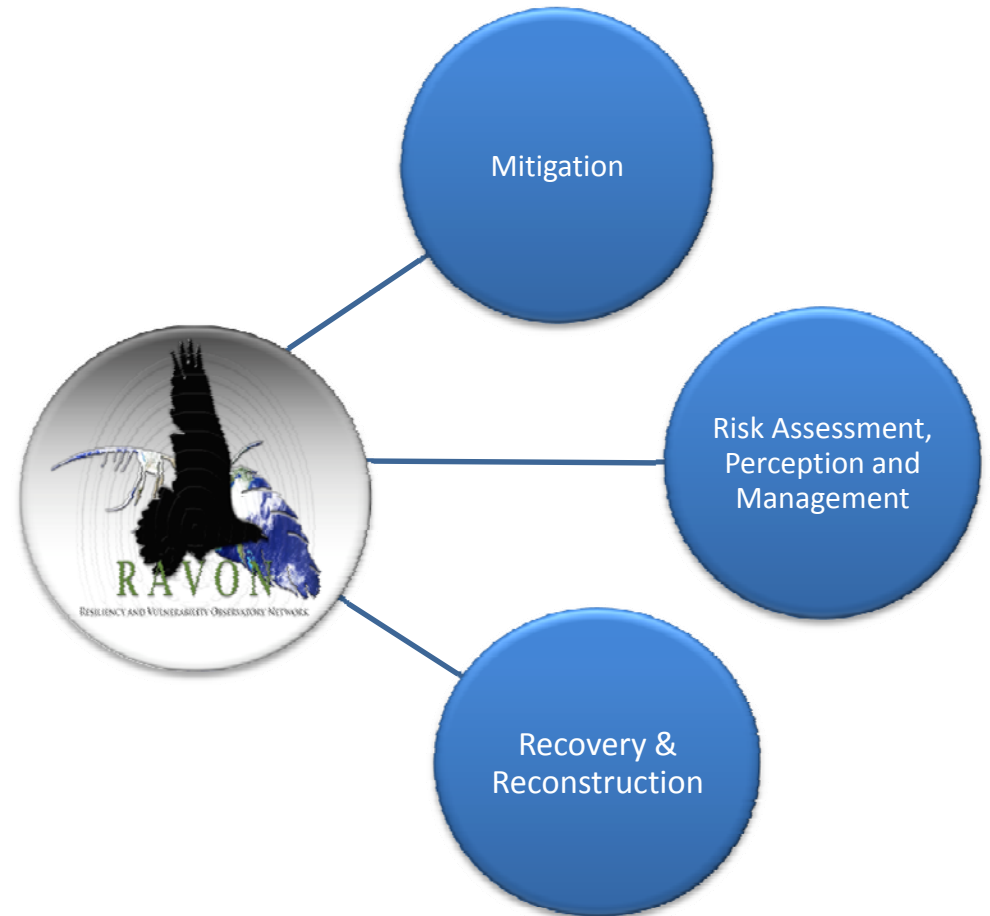 Mitigation
Risk Assessment,
Perception and
Management
RAVON
RESILIENCY AND VULNERABILITY OBSERVATORY NETWORK
Recovery &
Reconstruction